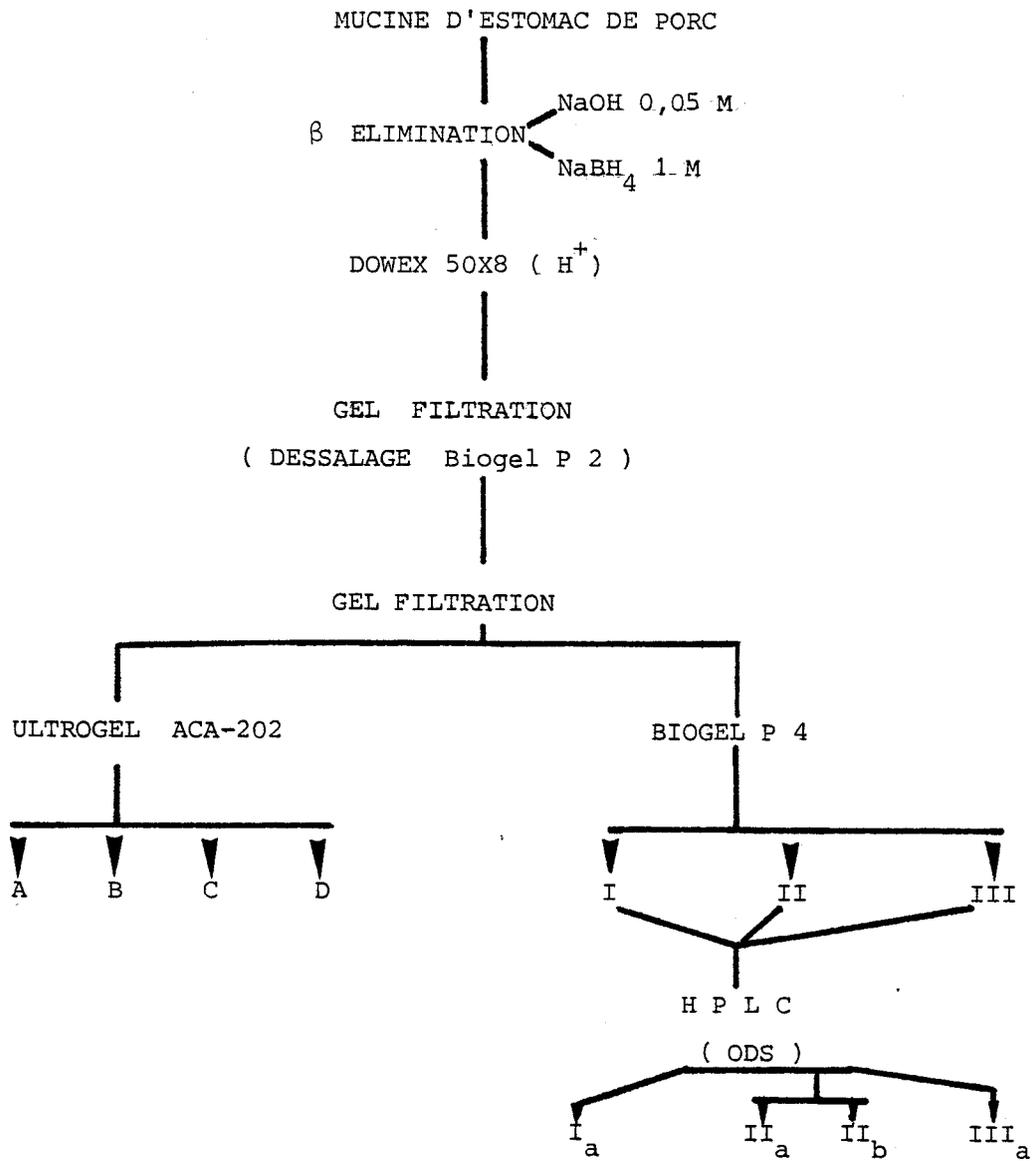 MUCINE D'ESTOMAC DE PORC
NaOH 0,05 M
β ELIMINATION
NaBH4 1 M
DOWEX 50X8 ( H+ )
GEL FILTRATION
( DESSALAGE Biogel P 2 )
GEL FILTRATION
ULTROGEL ACA-202
BIOGEL P 4
A B C D
I II III
H P L C
( ODS )
Ia IIa IIb IIIa